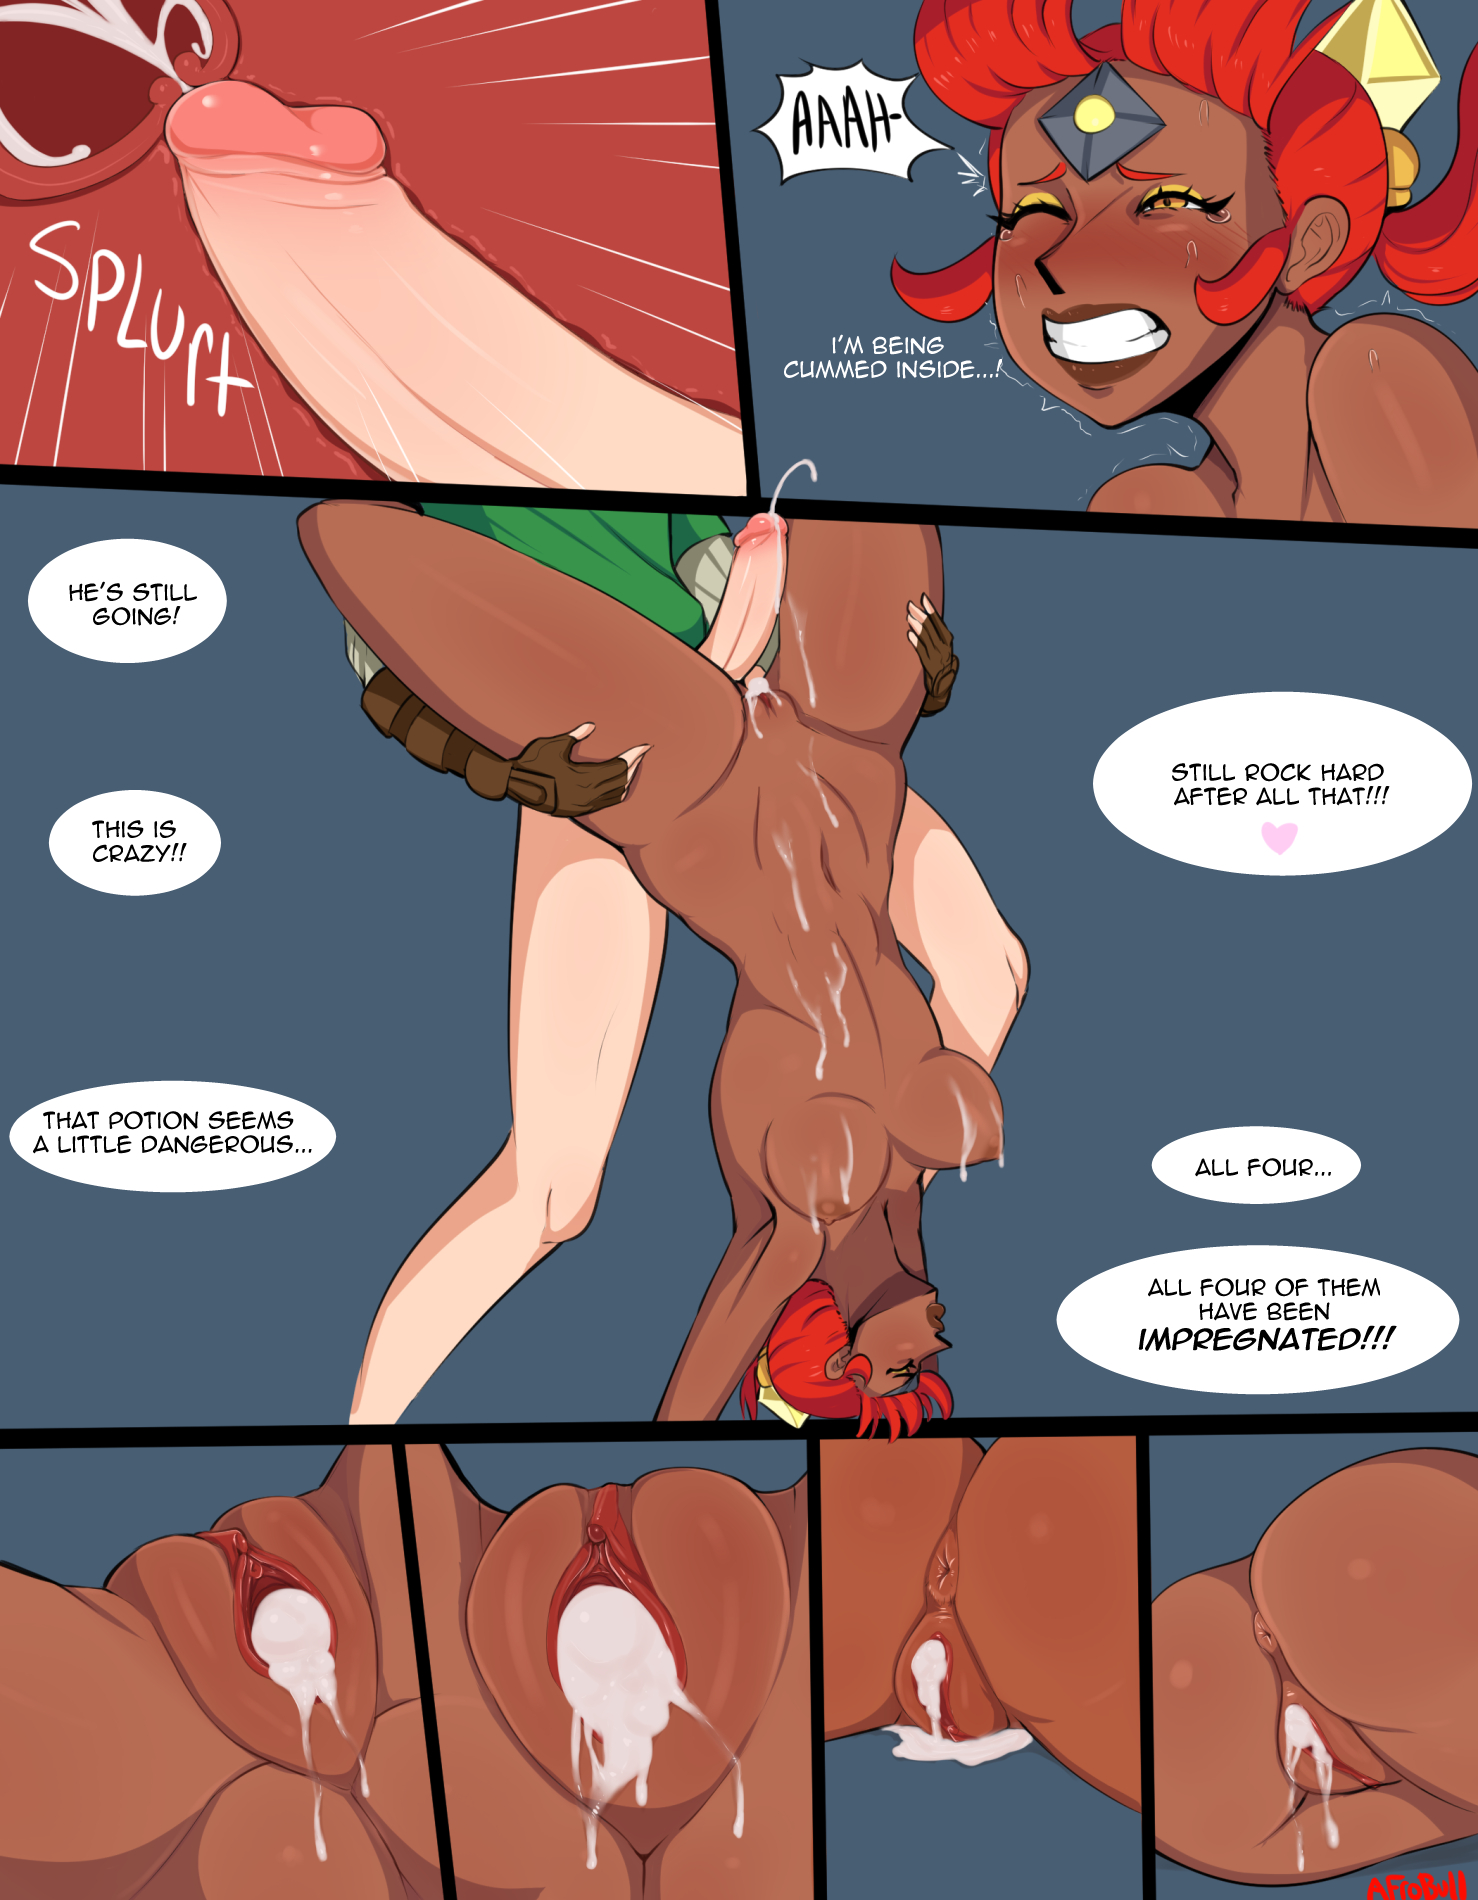 SPLURT
AAAH-
I'M BEING
CUMMED INSIDE...!
HE'S STILL
GOING!
THIS IS
CRAZY!!
STILL ROCK HARD
AFTER ALL THAT!!!
THAT POTION SEEMS
A LITTLE DANGEROUS...
ALL FOUR...
ALL FOUR OF THEM
HAVE BEEN
IMPREGNATED!!!
AFROBULL